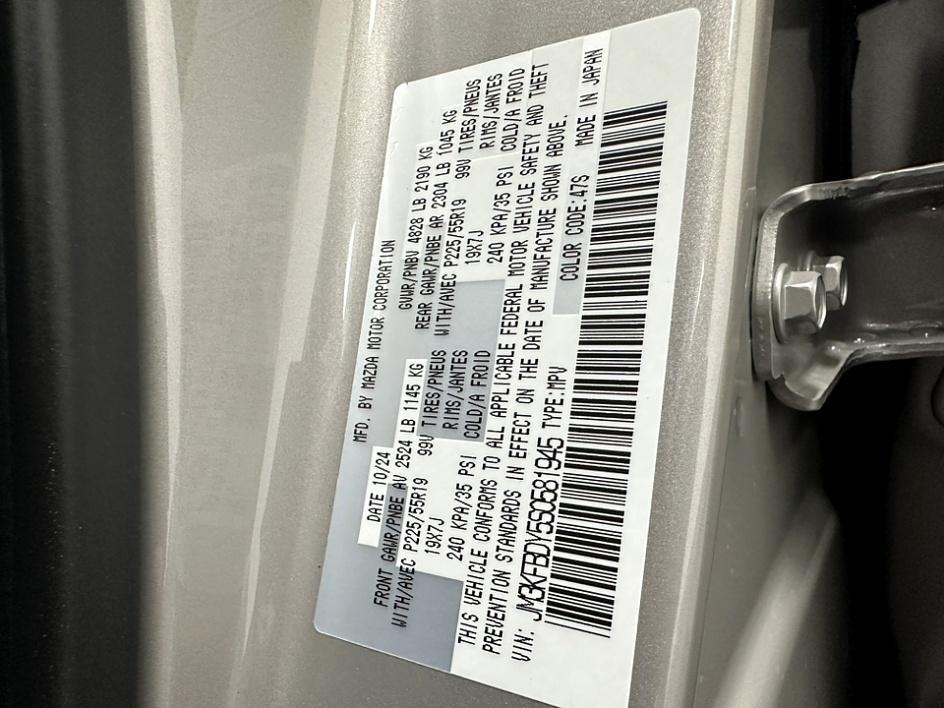 MFD. BY MAZDA MOTOR CORPORATION
DATE 10/24 GVWR/PNBV 4828 LB 2190 KG
FRONT GAWR/PNBE AV 2524 LB 1145 KG REAR GAWR/PNBE AR 2304 LB 1045 KG
WITH/AVEC P225/55R19 99V TIRES/PNEUS WITH/AVEC P225/55R19 99V TIRES/PNEUS
19X7J RIMS/JANTES 19X7J RIMS/JANTES
240 KPA/35 PSI COLD/A FROID 240 KPA/35 PSI COLD/A FROID
THIS VEHICLE CONFORMS TO ALL APPLICABLE FEDERAL MOTOR VEHICLE SAFETY AND THEFT
PREVENTION STANDARDS IN EFFECT ON THE DATE OF MANUFACTURE SHOWN ABOVE.
VIN: JM3KFBDY5S0581945 TYPE:MPV COLOR CODE:47S MADE IN JAPAN